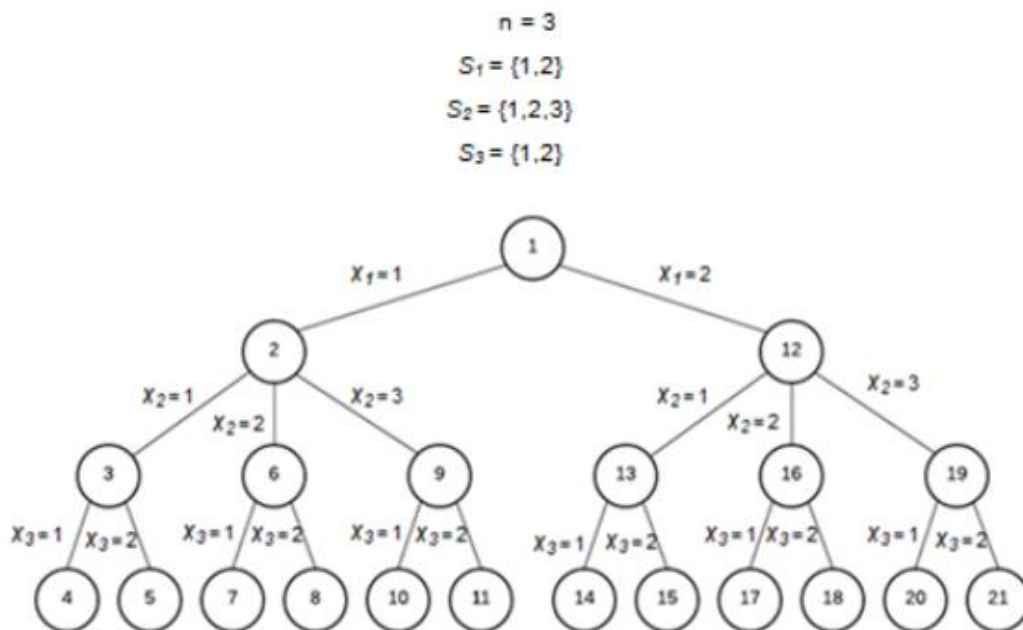 n = 3
S₁ = {1,2}
S₂ = {1,2,3}
S₃ = {1,2}
1
X₁=1 X₁=2
2 12
X₂=1 X₂=2 X₂=3 X₂=1 X₂=2 X₂=3
3 6 9 13 16 19
X₃=1 X₃=2 X₃=1 X₃=2 X₃=1 X₃=2 X₃=1 X₃=2 X₃=1 X₃=2 X₃=1 X₃=2
4 5 7 8 10 11 14 15 17 18 20 21